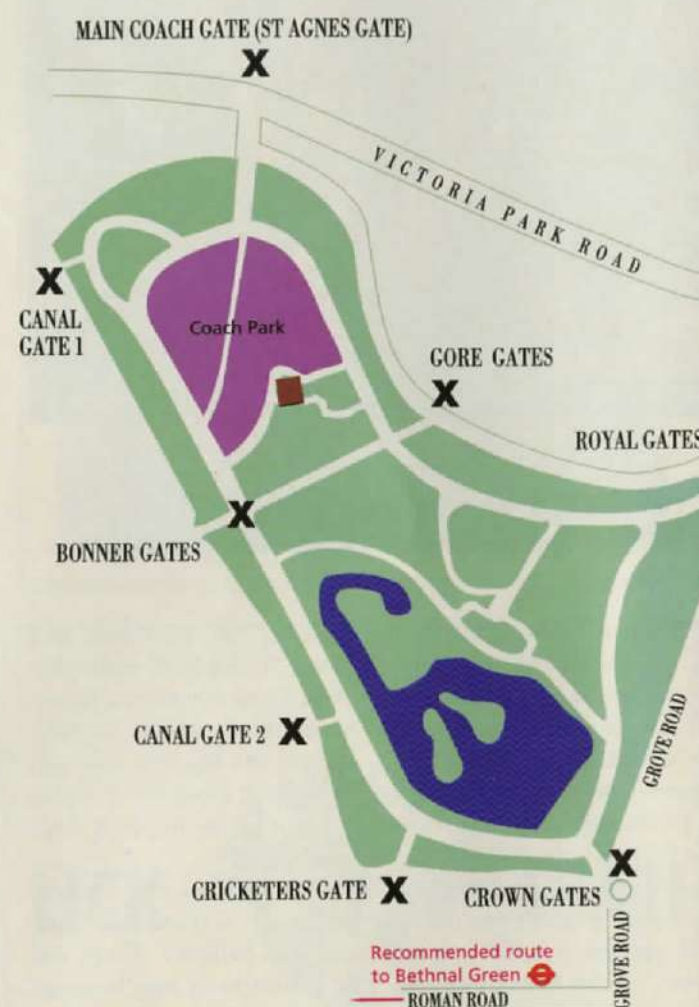 MAIN COACH GATE (ST AGNES GATE)
X
VICTORIA PARK ROAD
X
CANAL
GATE 1
Coach Park
GORE GATES
X
ROYAL GATES
X
BONNER GATES
CANAL GATE 2 X
GROVE ROAD
CRICKETERS GATE X
X
CROWN GATES
GROVE ROAD
Recommended route
to Bethnal Green
ROMAN ROAD